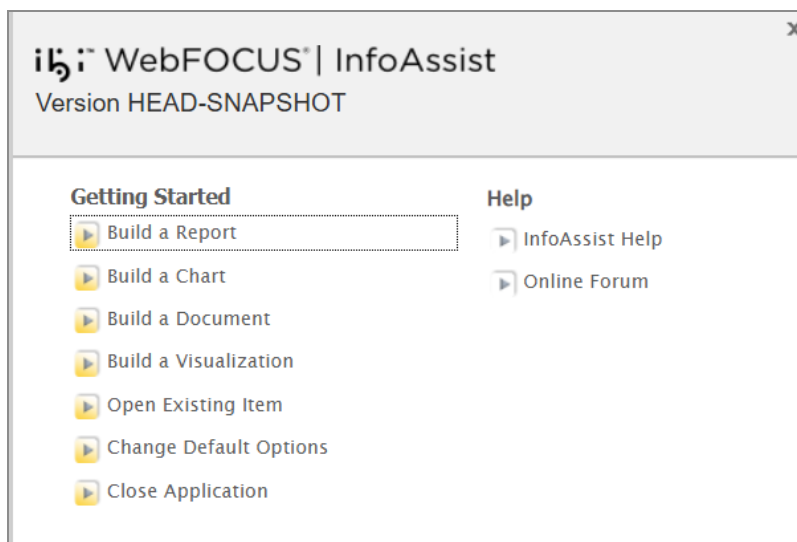 x
ibi™ WebFOCUS® | InfoAssist
Version HEAD-SNAPSHOT
Getting Started
Build a Report
Build a Chart
Build a Document
Build a Visualization
Open Existing Item
Change Default Options
Close Application
Help
InfoAssist Help
Online Forum